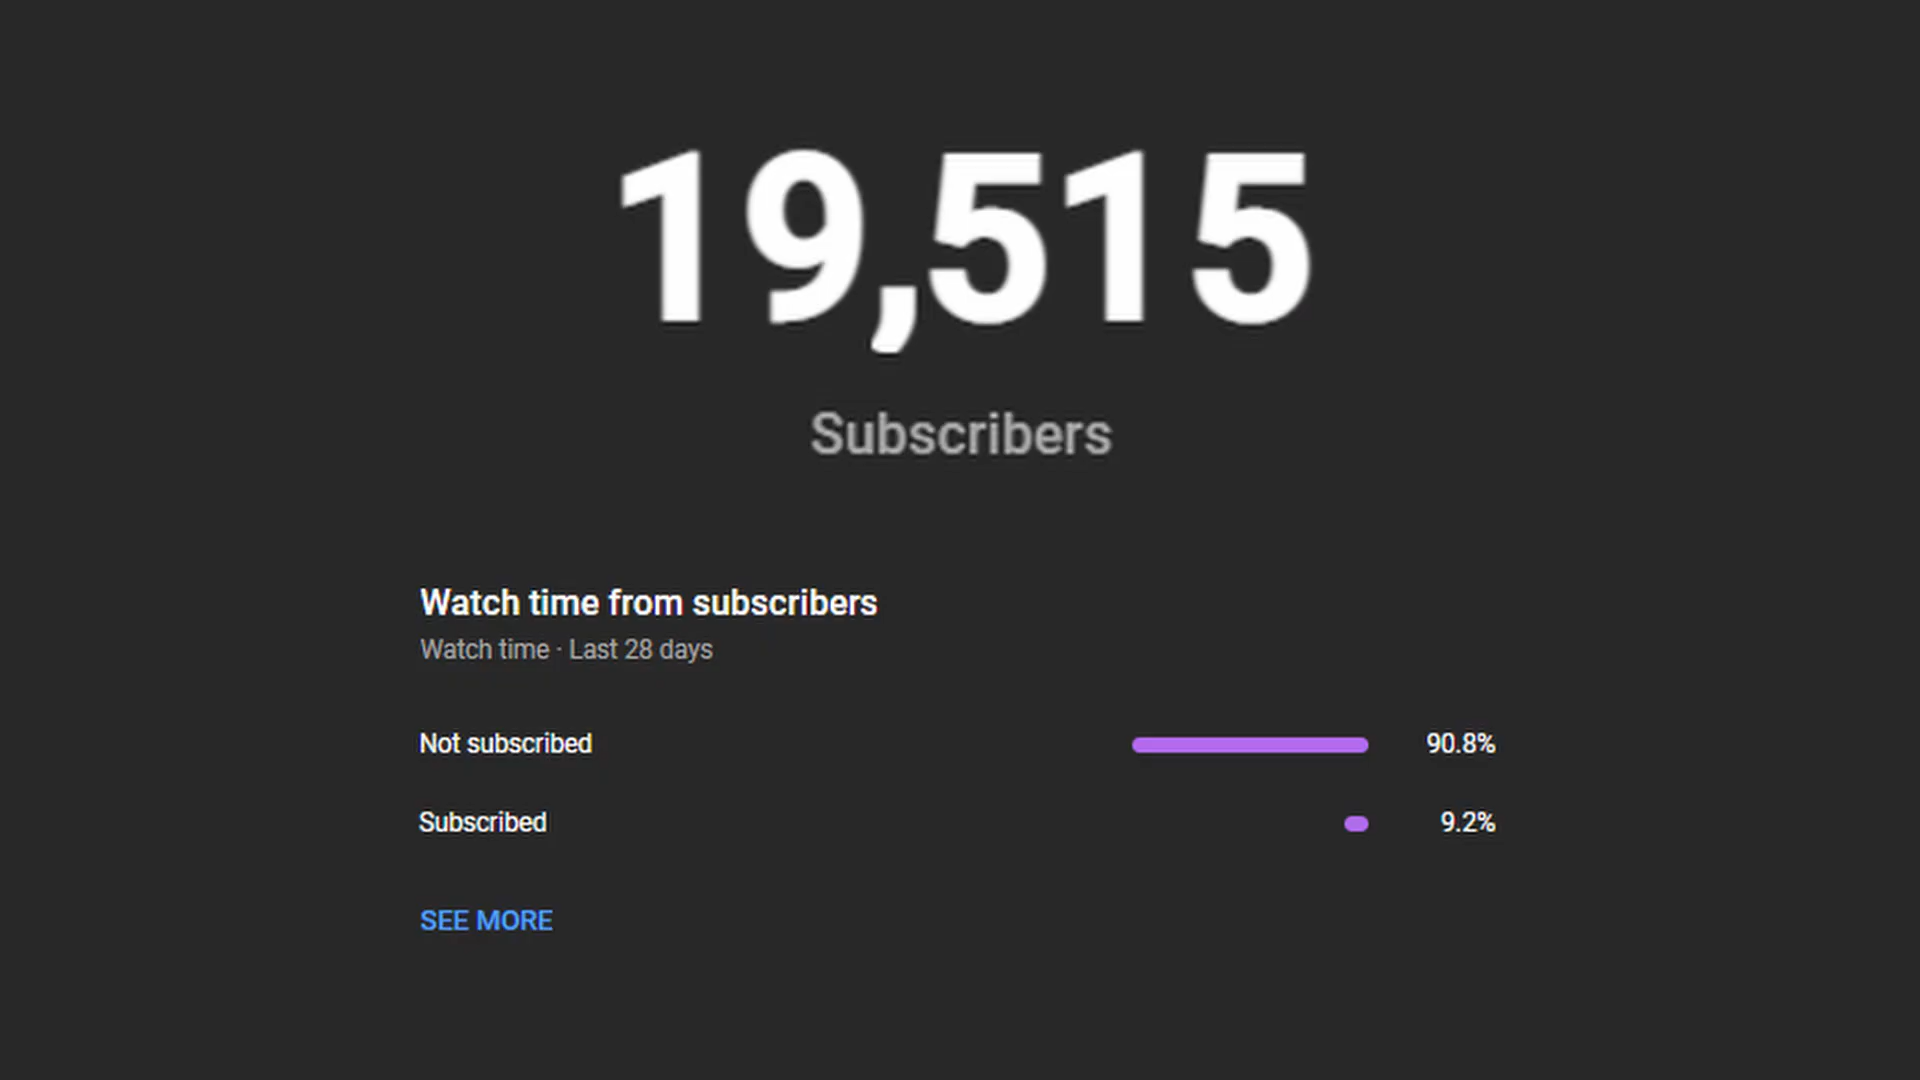 19,515
Subscribers
Watch time from subscribers
Watch time · Last 28 days
Not subscribed 90.8%
Subscribed 9.2%
SEE MORE